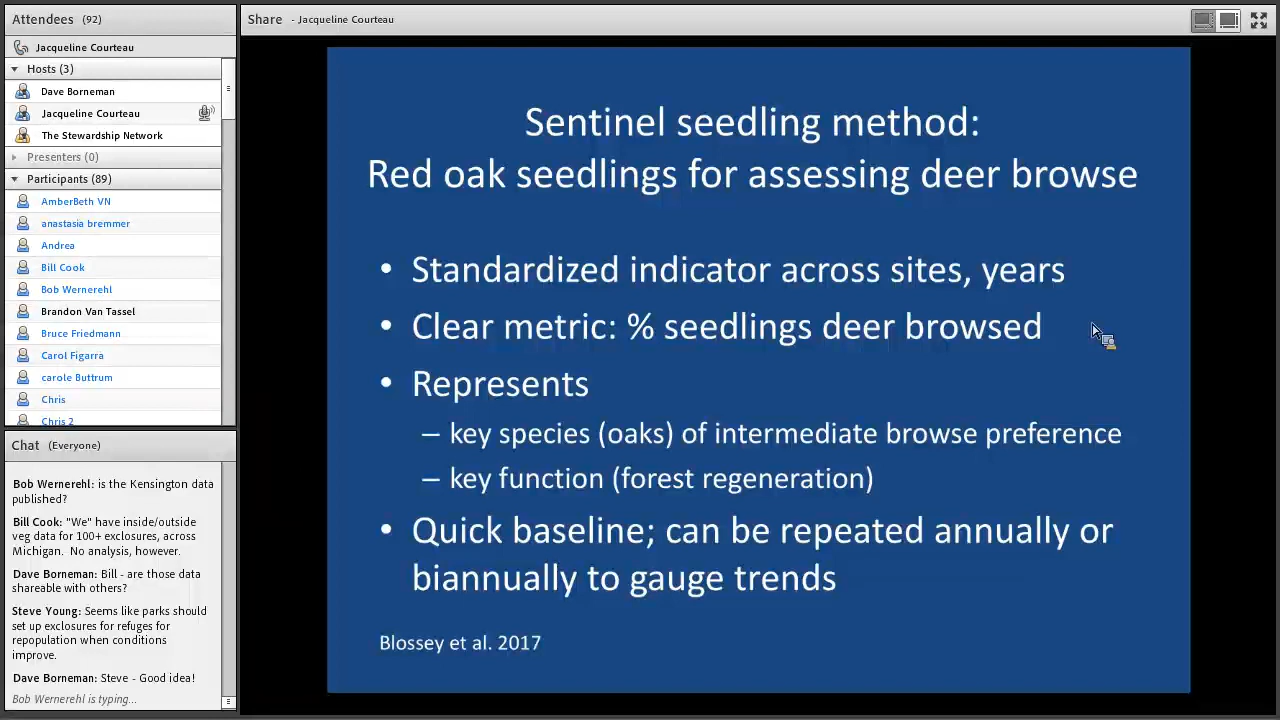 Attendees (92)
Jacqueline Courteau
Hosts (3)
Dave Borneman
Jacqueline Courteau
The Stewardship Network
Presenters (0)
Participants (89)
AmberBeth VN
anastasia bremmer
Andrea
Bill Cook
Bob Wernerehl
Brandon Van Tassel
Bruce Friedmann
Carol Figarra
carole Buttrum
Chris
Chris 2
Chat (Everyone)
Bob Wernerehl: is the Kensington data
published?
Bill Cook: "We" have inside/outside
veg data for 100+ exclosures, across
Michigan. No analysis, however.
Dave Borneman: Bill - are those data
shareable with others?
Steve Young: Seems like parks should
set up exclosures for refuges for
repopulation when conditions
improve.
Dave Borneman: Steve - Good idea!
Bob Wernerehl is typing...
Share - Jacqueline Courteau
Sentinel seedling method:
Red oak seedlings for assessing deer browse
• Standardized indicator across sites, years
• Clear metric: % seedlings deer browsed
• Represents
– key species (oaks) of intermediate browse preference
– key function (forest regeneration)
• Quick baseline; can be repeated annually or
biannually to gauge trends
Blossey et al. 2017